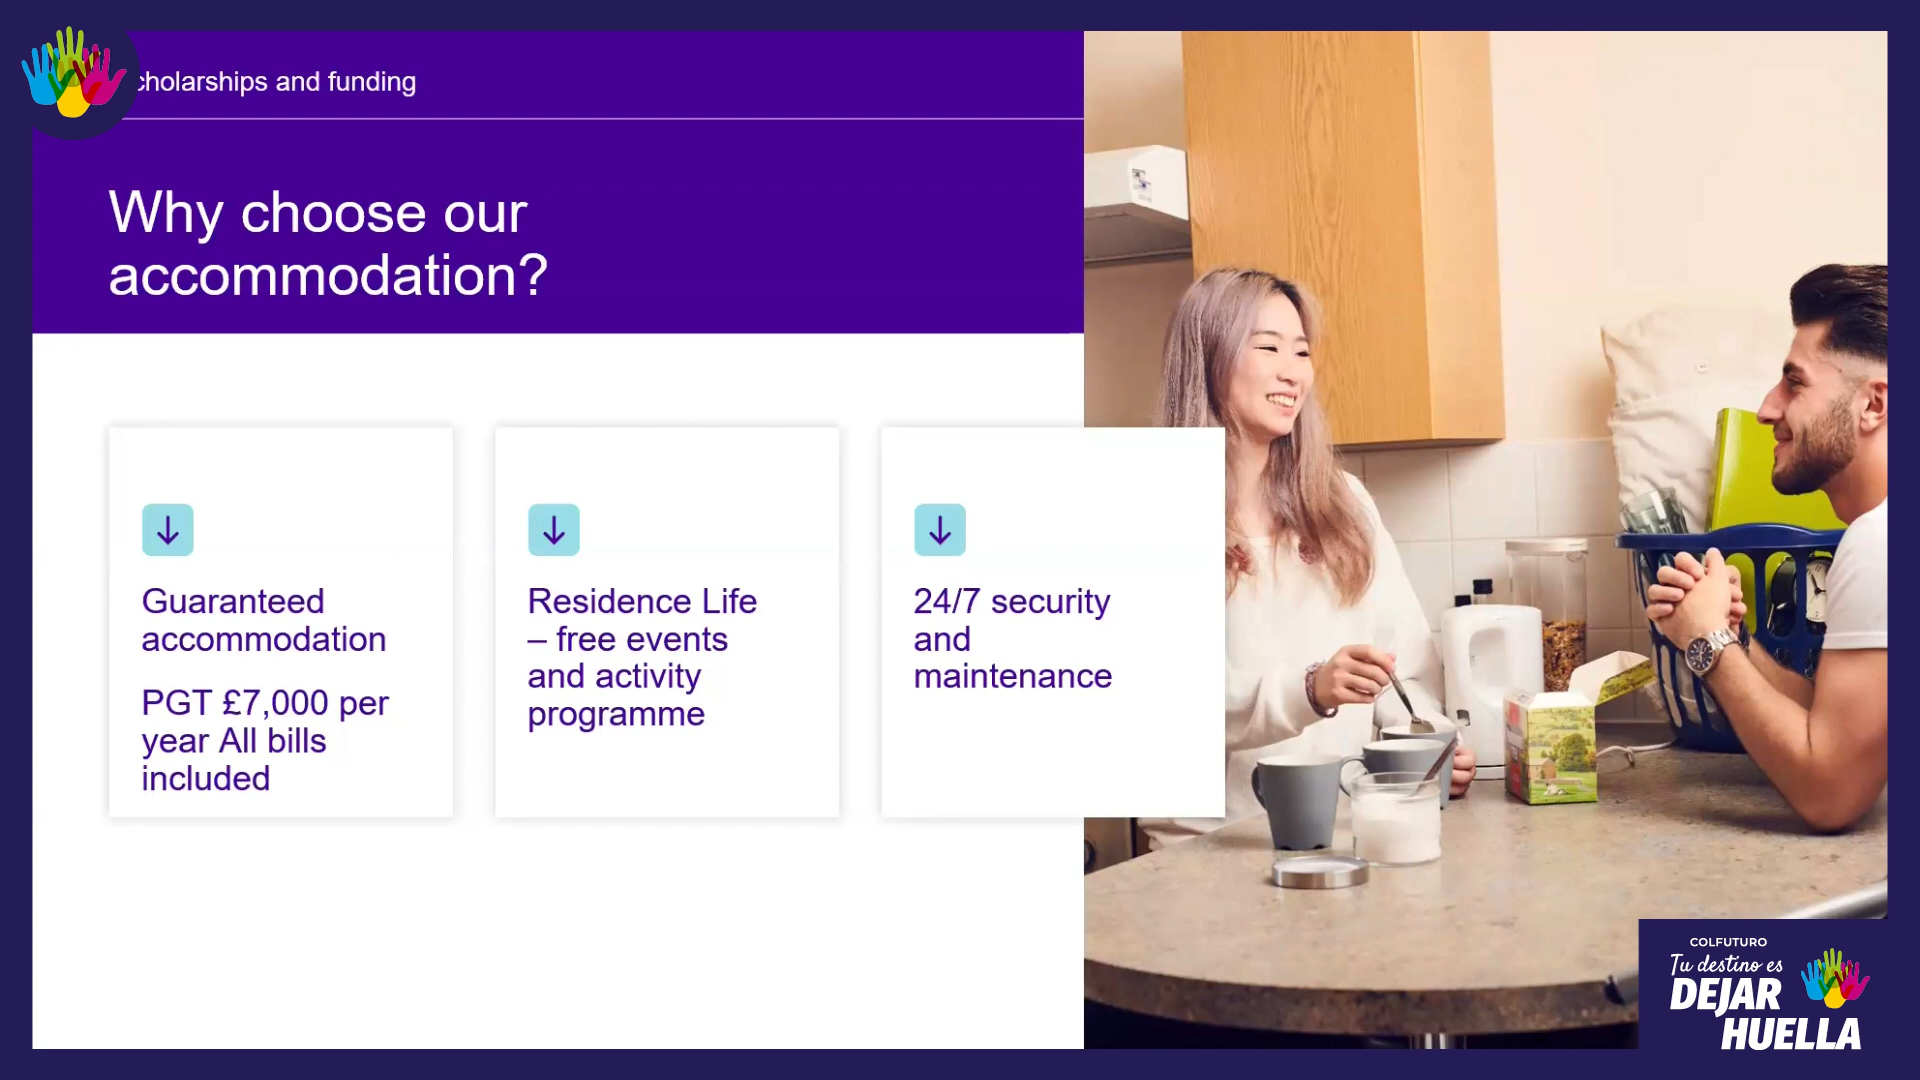 cholarships and funding
Why choose our
accommodation?
Guaranteed
accommodation
PGT £7,000 per
year All bills
included
Residence Life
– free events
and activity
programme
24/7 security
and
maintenance
COLFUTURO
Tu destino es
DEJAR
HUELLA